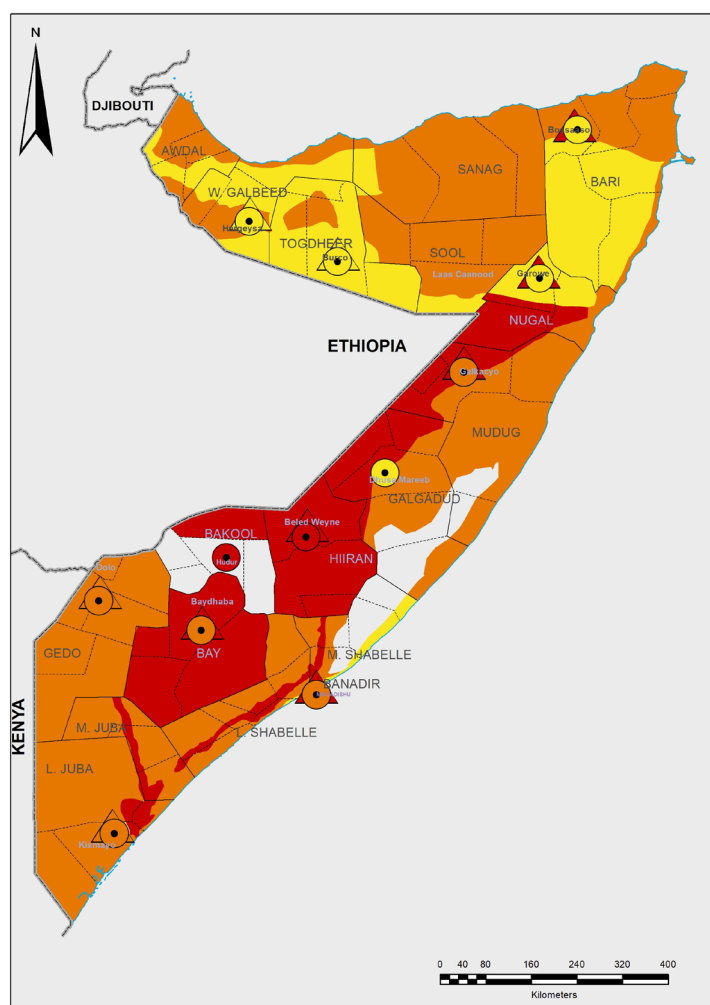 N
DJIBOUTI
Bossasso
AWDAL
SANAG
BARI
W. GALBEED
Hargeysa
TOGDHEER
Burco
SOOL
Laas Caanood
Garowe
NUGAL
ETHIOPIA
Galkacyo
MUDUG
Dhusa Mareeb
GALGADUD
Beled Weyne
BAKOOL
HIIRAN
Hudur
Dolo
Baydhaba
GEDO
BAY
M. SHABELLE
BANADIR
KENYA
M. JUBA
L. SHABELLE
L. JUBA
Kismayo
0 40 80 160 240 320 400
Kilometers